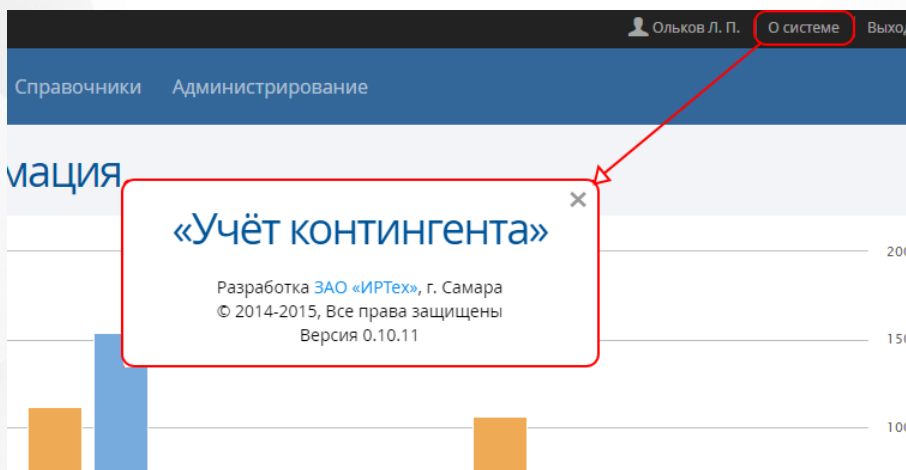 Ольков Л. П. О системе Выход
Справочники Администрирование
мация
«Учёт контингента»
Разработка ЗАО «ИРТех», г. Самара
© 2014-2015, Все права защищены
Версия 0.10.11
200
150
100